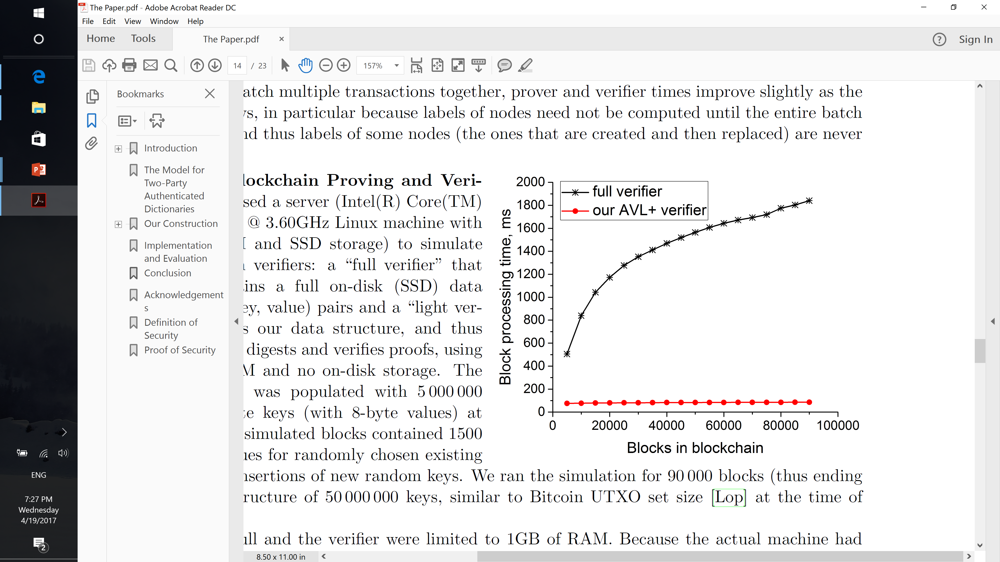 The Paper.pdf - Adobe Acrobat Reader DC
File Edit View Window Help
Home Tools The Paper.pdf Sign In
14 / 23 157%
Bookmarks
Introduction
The Model for
Two-Party
Authenticated
Dictionaries
Our Construction
Implementation
and Evaluation
Conclusion
Acknowledgement
s
Definition of
Security
Proof of Security
atch multiple transactions together, prover and verifier times improve slightly as the
ys, in particular because labels of nodes need not be computed until the entire batch
nd thus labels of some nodes (the ones that are created and then replaced) are never
lockchain Proving and Veri-
sed a server (Intel(R) Core(TM)
@ 3.60GHz Linux machine with
and SSD storage) to simulate
verifiers: a “full verifier” that
ins a full on-disk (SSD) data
ey, value) pairs and a “light ver-
s our data structure, and thus
digests and verifies proofs, using
M and no on-disk storage. The
was populated with 5 000 000
te keys (with 8-byte values) at
simulated blocks contained 1500
ues for randomly chosen existing
nsertions of new random keys. We ran the simulation for 90 000 blocks (thus ending
ructure of 50 000 000 keys, similar to Bitcoin UTXO set size [Lop] at the time of
ull and the verifier were limited to 1GB of RAM. Because the actual machine had
full verifier
our AVL+ verifier
Block processing time, ms
2000
1800
1600
1400
1200
1000
800
600
400
200
0
0 20000 40000 60000 80000 100000
Blocks in blockchain
8.50 x 11.00 in
ENG
7:27 PM
Wednesday
4/19/2017
2